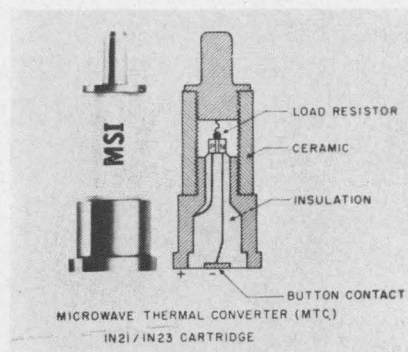 MSI
LOAD RESISTOR
P N
CERAMIC
INSULATION
BUTTON CONTACT
+ -
MICROWAVE THERMAL CONVERTER (MTC)
IN21/IN23 CARTRIDGE